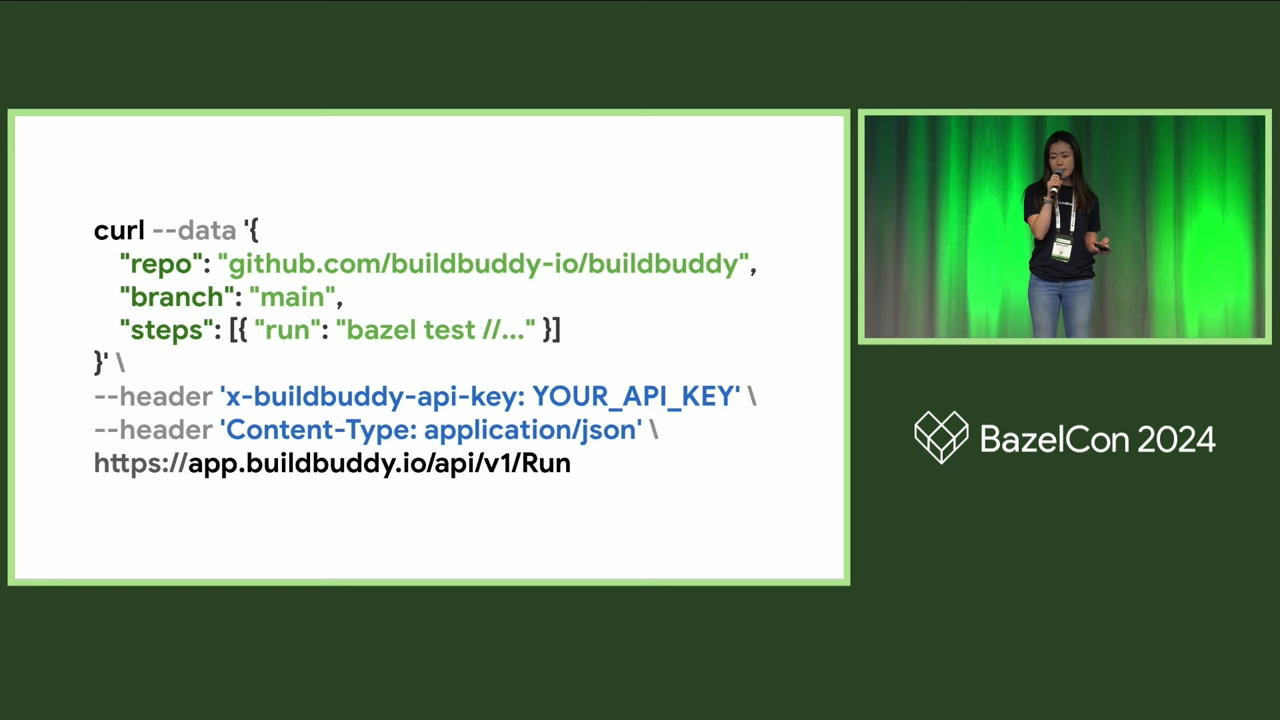 curl --data '{
"repo": "github.com/buildbuddy-io/buildbuddy",
"branch": "main",
"steps": [{ "run": "bazel test //..." }]
}' \
--header 'x-buildbuddy-api-key: YOUR_API_KEY' \
--header 'Content-Type: application/json' \
https://app.buildbuddy.io/api/v1/Run
BazelCon 2024